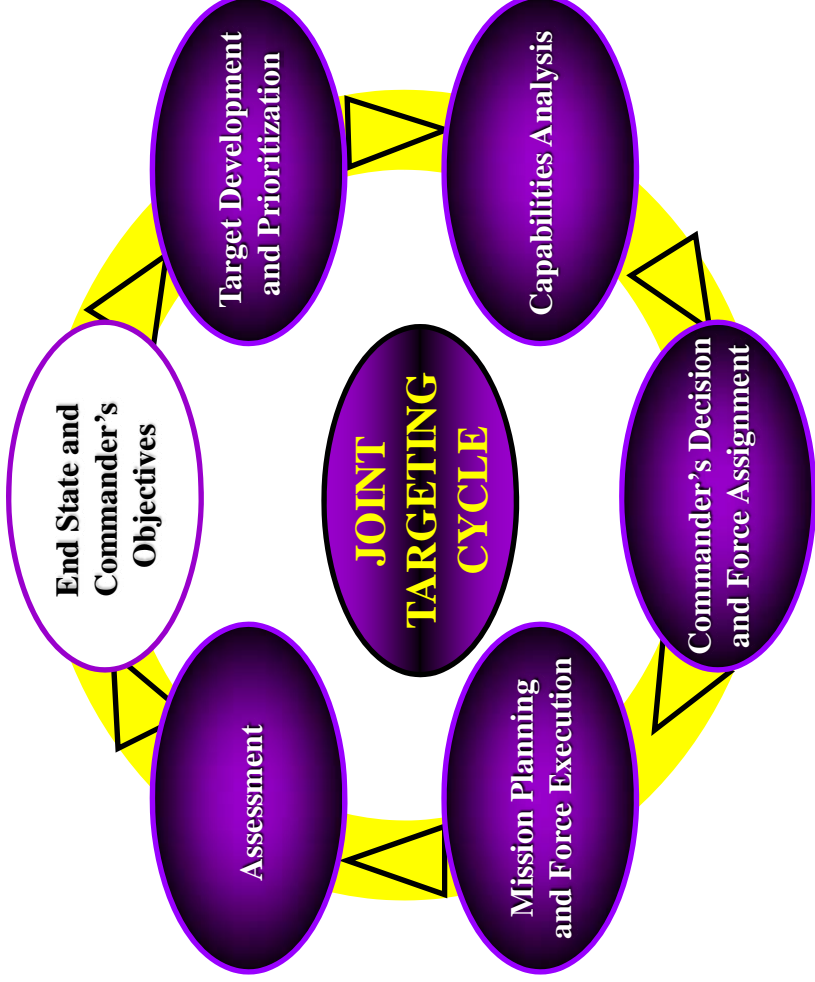 End State and
Commander’s
Objectives
Target Development
and Prioritization
Capabilities Analysis
Commander’s Decision
and Force Assignment
Mission Planning
and Force Execution
Assessment
JOINT
TARGETING
CYCLE